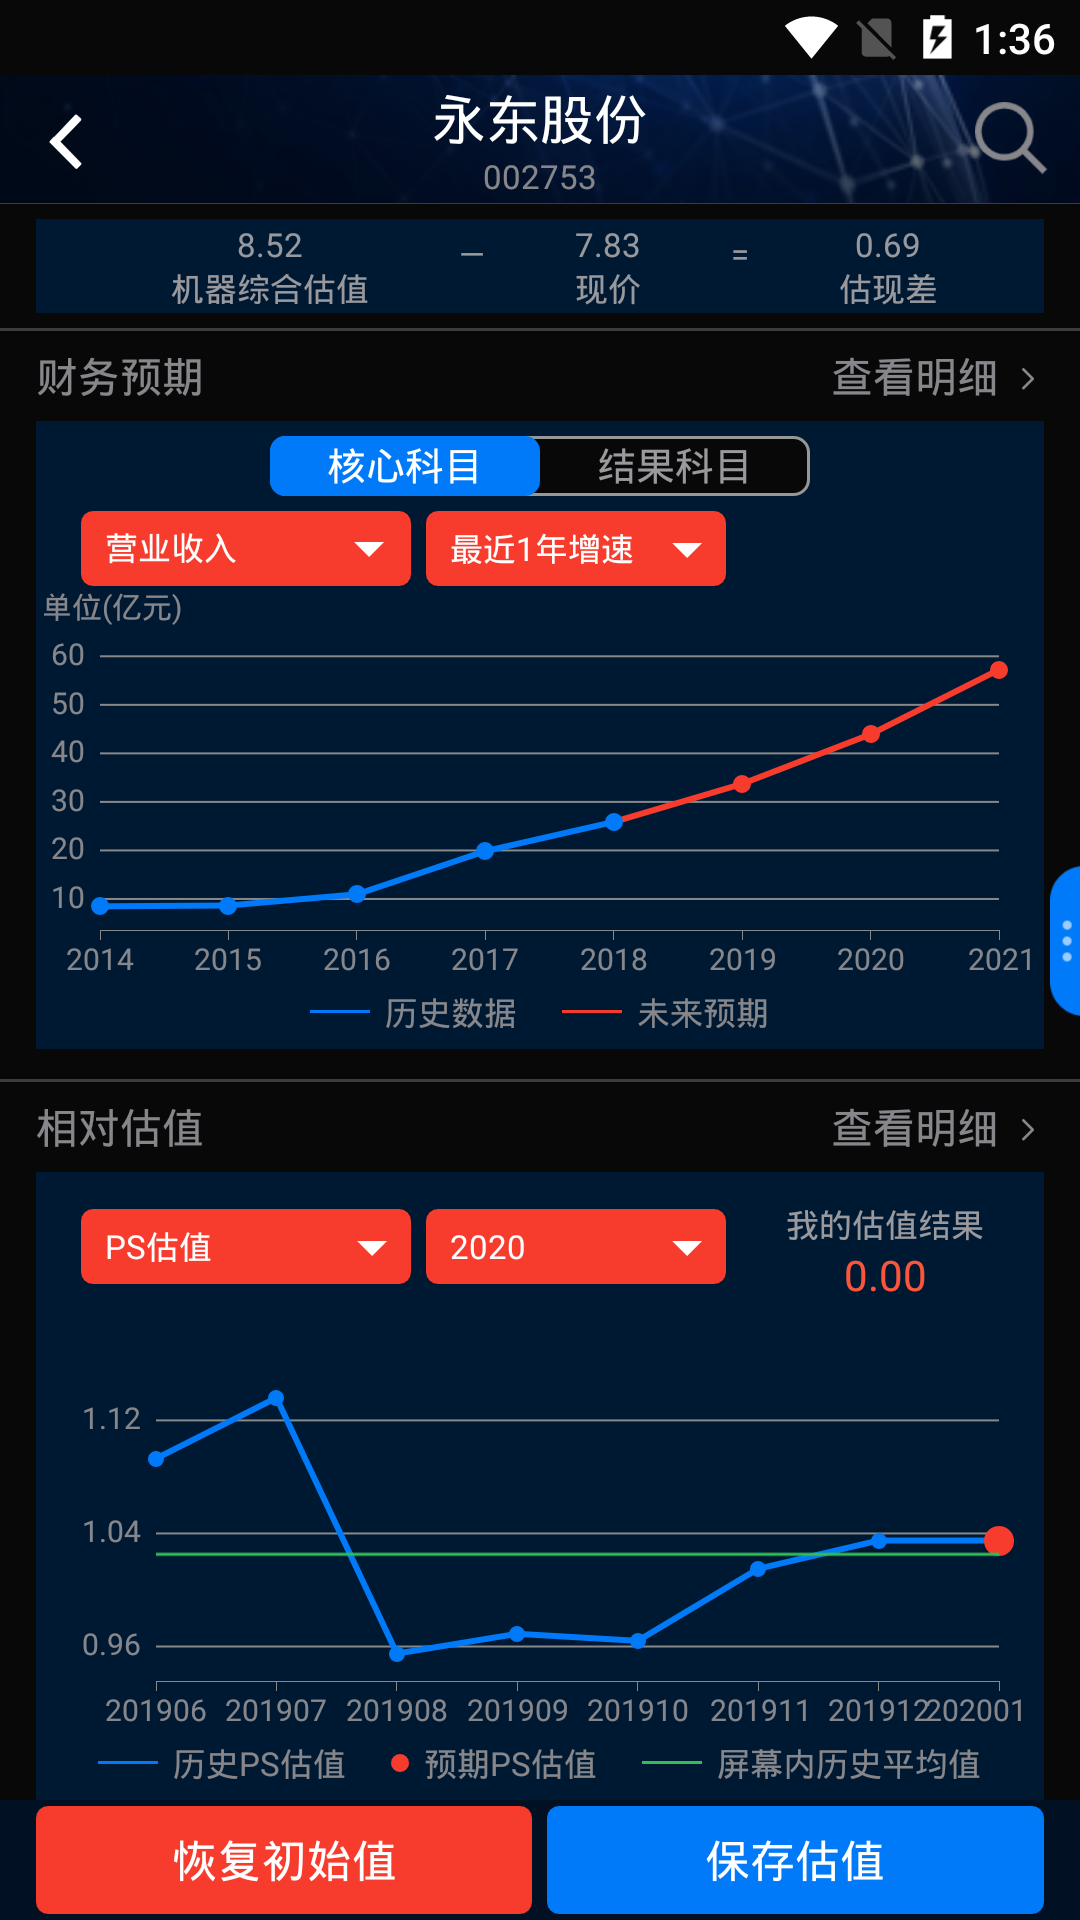 1:36
永东股份
002753
8.52 — 7.83 = 0.69
机器综合估值 现价 估现差
财务预期 查看明细
核心科目 结果科目
营业收入 最近1年增速
单位(亿元)
60
50
40
30
20
10
2014 2015 2016 2017 2018 2019 2020 2021
历史数据 未来预期
相对估值 查看明细
PS估值 2020 我的估值结果
0.00
1.12
1.04
0.96
201906 201907 201908 201909 201910 201911 201912 202001
历史PS估值 预期PS估值 屏幕内历史平均值
恢复初始值 保存估值